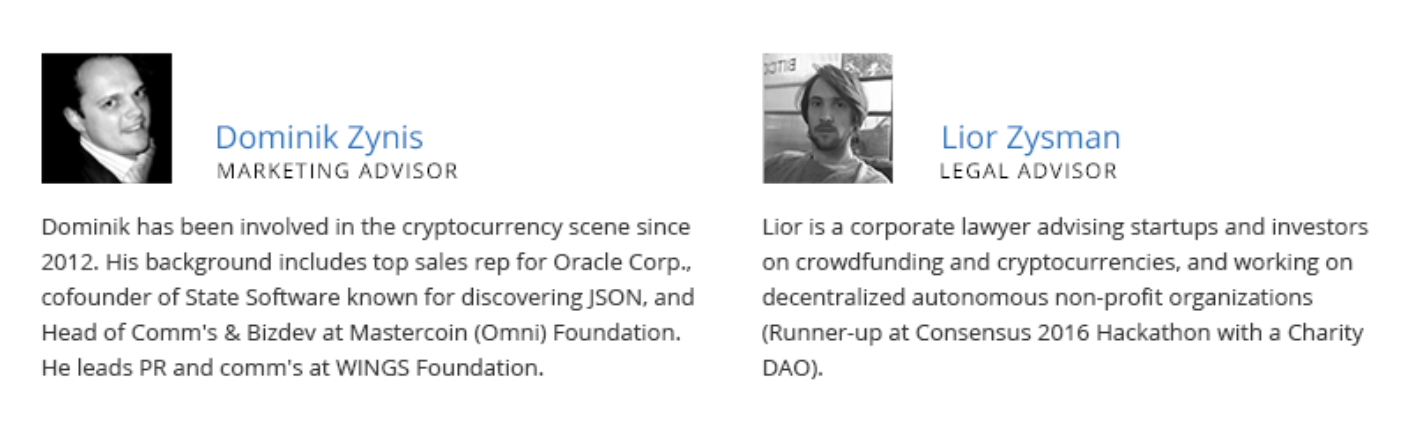 Dominik Zynis
MARKETING ADVISOR
Dominik has been involved in the cryptocurrency scene since
2012. His background includes top sales rep for Oracle Corp.,
cofounder of State Software known for discovering JSON, and
Head of Comm's & Bizdev at Mastercoin (Omni) Foundation.
He leads PR and comm's at WINGS Foundation.
Lior Zysman
LEGAL ADVISOR
Lior is a corporate lawyer advising startups and investors
on crowdfunding and cryptocurrencies, and working on
decentralized autonomous non-profit organizations
(Runner-up at Consensus 2016 Hackathon with a Charity
DAO).